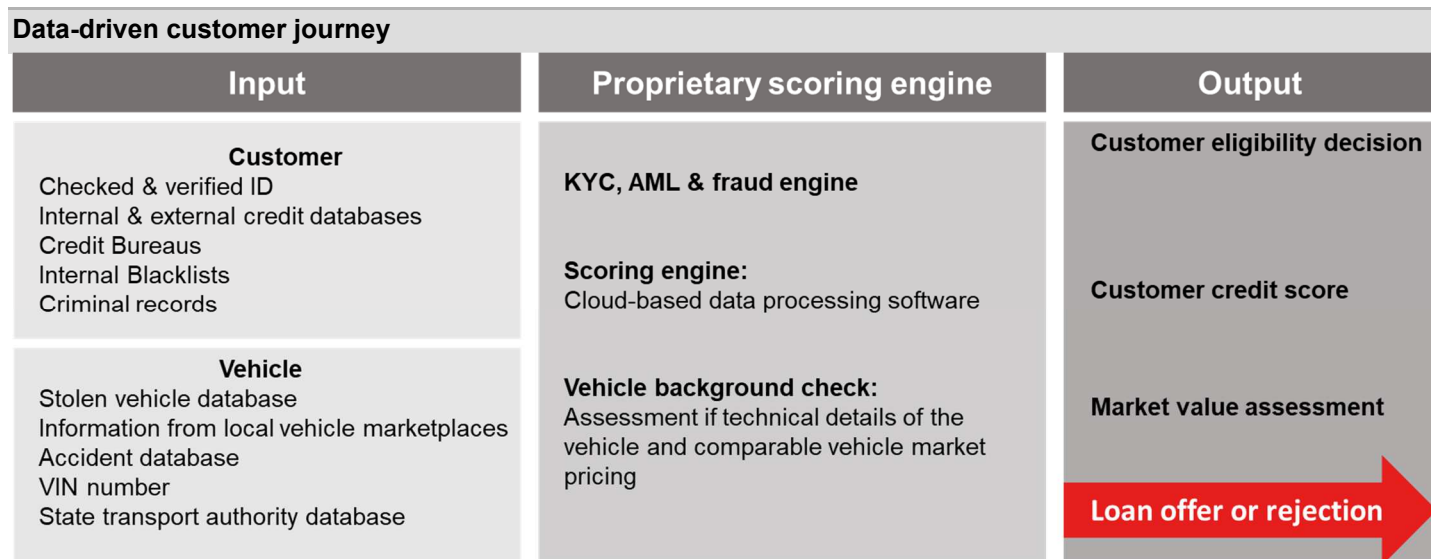 Data-driven customer journey
Input
Customer
Checked & verified ID
Internal & external credit databases
Credit Bureaus
Internal Blacklists
Criminal records
Vehicle
Stolen vehicle database
Information from local vehicle marketplaces
Accident database
VIN number
State transport authority database
Proprietary scoring engine
KYC, AML & fraud engine
Scoring engine:
Cloud-based data processing software
Vehicle background check:
Assessment if technical details of the
vehicle and comparable vehicle market
pricing
Output
Customer eligibility decision
Customer credit score
Market value assessment
Loan offer or rejection